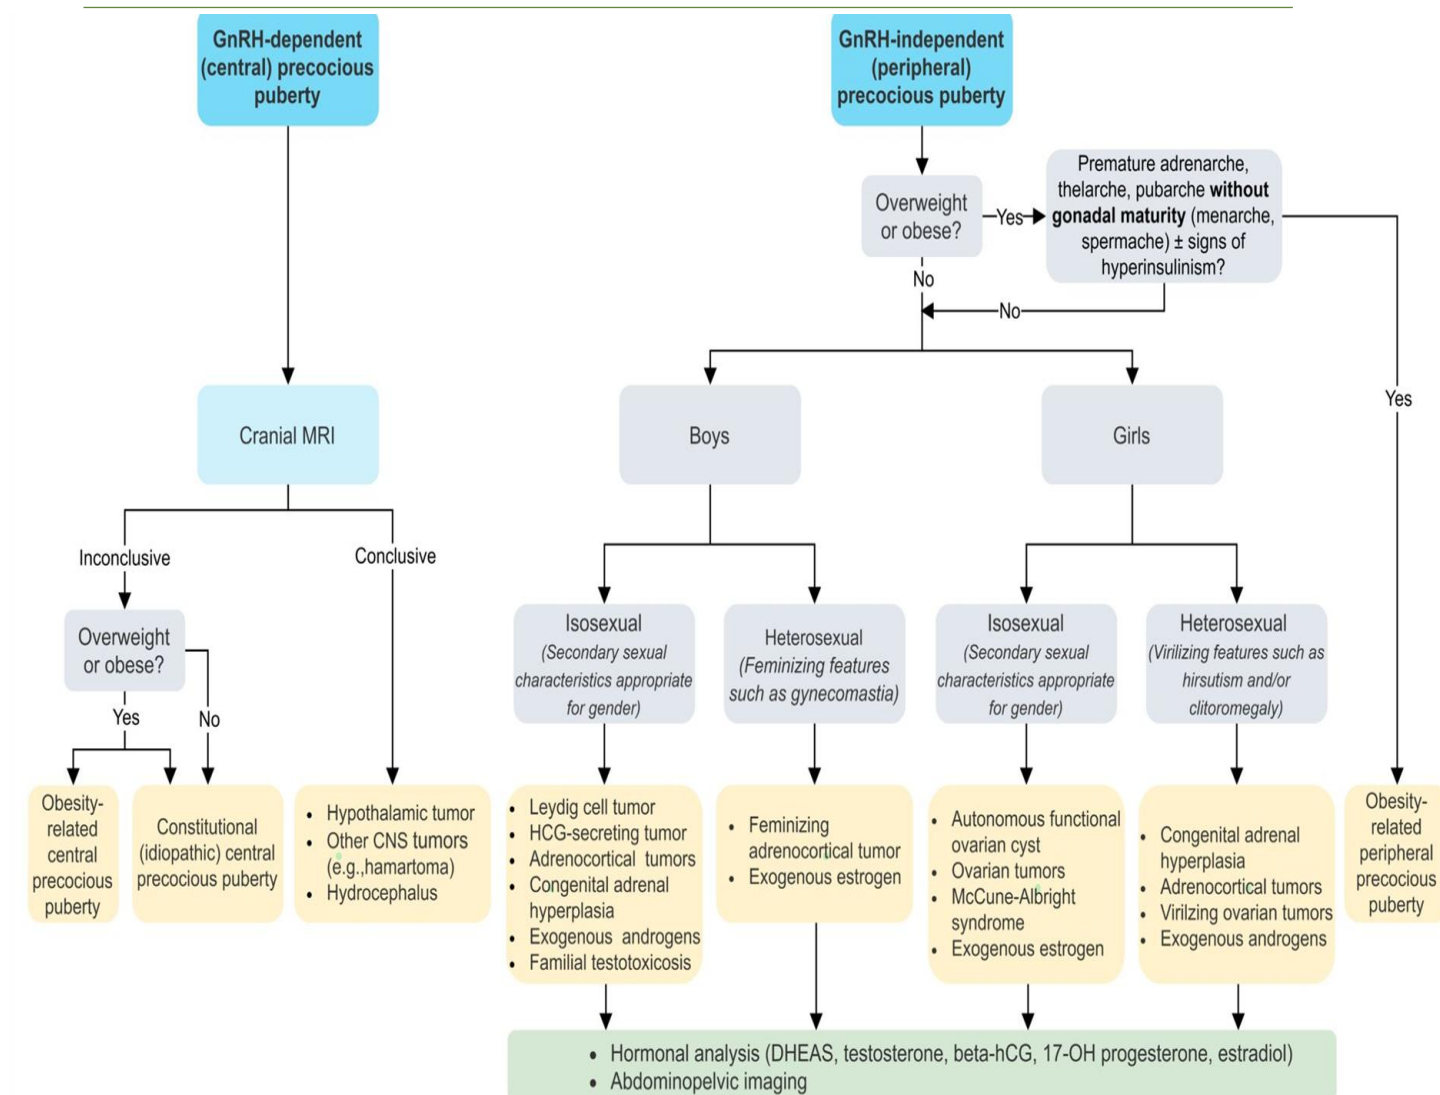 GnRH-dependent
(central) precocious
puberty
GnRH-independent
(peripheral)
precocious puberty
Overweight
or obese?
Yes
Premature adrenarche,
thelarche, pubarche without
gonadal maturity (menarche,
spermache) ± signs of
hyperinsulinism?
No
No
Yes
Cranial MRI
Boys
Girls
Inconclusive
Conclusive
Overweight
or obese?
Yes
No
Isosexual
(Secondary sexual
characteristics appropriate
for gender)
Heterosexual
(Feminizing features
such as gynecomastia)
Isosexual
(Secondary sexual
characteristics appropriate
for gender)
Heterosexual
(Virilizing features such as
hirsutism and/or
clitoromegaly)
Obesity-
related
central
precocious
puberty
Constitutional
(idiopathic) central
precocious puberty
• Hypothalamic tumor
• Other CNS tumors
(e.g.,hamartoma)
• Hydrocephalus
• Leydig cell tumor
• HCG-secreting tumor
• Adrenocortical tumors
• Congenital adrenal
hyperplasia
• Exogenous androgens
• Familial testotoxicosis
• Feminizing
adrenocortical tumor
• Exogenous estrogen
• Autonomous functional
ovarian cyst
• Ovarian tumors
• McCune-Albright
syndrome
• Exogenous estrogen
• Congenital adrenal
hyperplasia
• Adrenocortical tumors
• Virilzing ovarian tumors
• Exogenous androgens
Obesity-
related
peripheral
precocious
puberty
• Hormonal analysis (DHEAS, testosterone, beta-hCG, 17-OH progesterone, estradiol)
• Abdominopelvic imaging